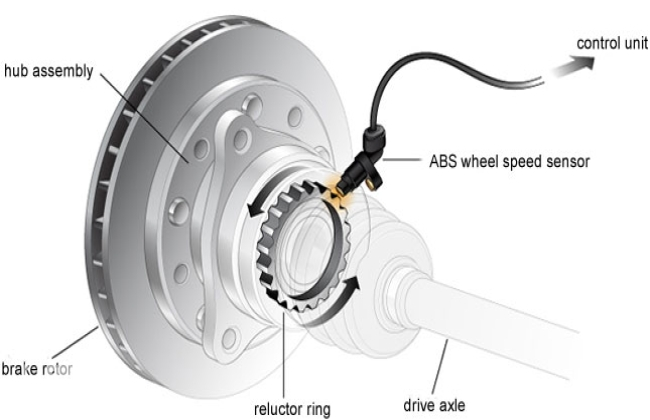 control unit
hub assembly
ABS wheel speed sensor
brake rotor
reluctor ring
drive axle